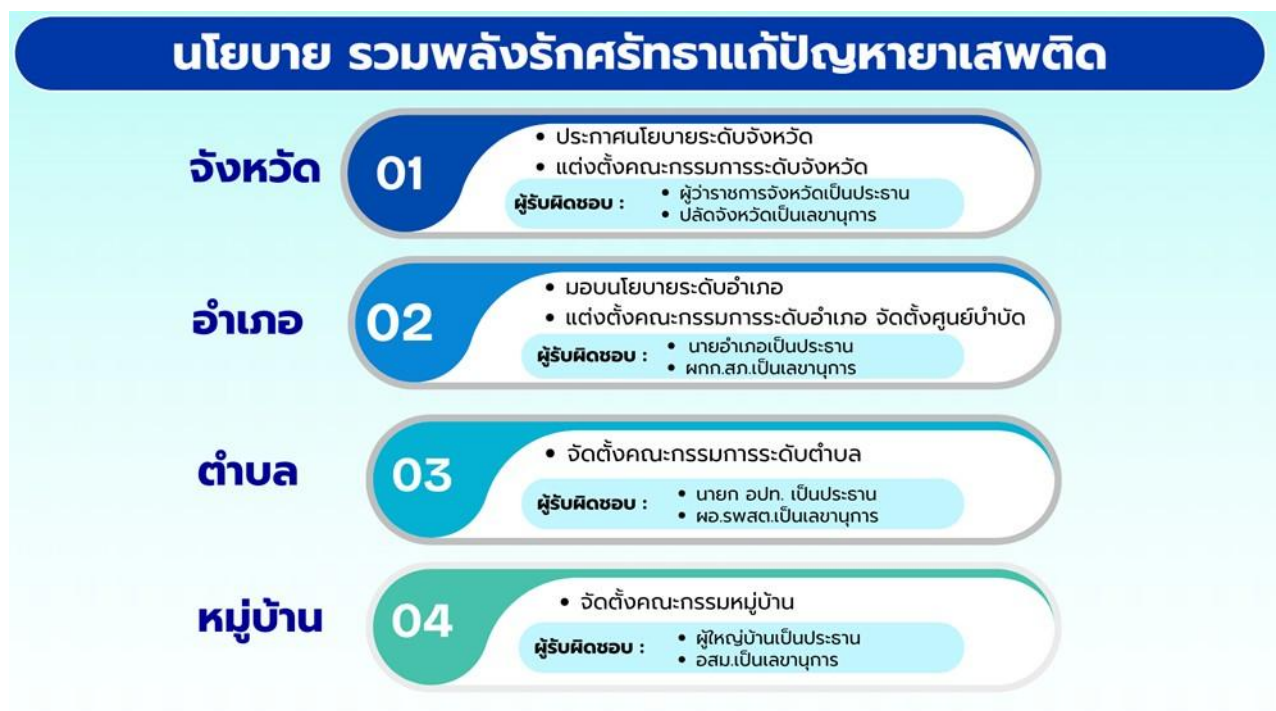 นโยบาย รวมพลังรักศรัทธาแก้ปัญหายาเสพติด
จังหวัด
01
• ประกาศนโยบายระดับจังหวัด
• แต่งตั้งคณะกรรมการระดับจังหวัด
ผู้รับผิดชอบ :
• ผู้ว่าราชการจังหวัดเป็นประธาน
• ปลัดจังหวัดเป็นเลขานุการ
อำเภอ
02
• มอบนโยบายระดับอำเภอ
• แต่งตั้งคณะกรรมการระดับอำเภอ จัดตั้งศูนย์บำบัด
ผู้รับผิดชอบ :
• นายอำเภอเป็นประธาน
• ผกก.สภ.เป็นเลขานุการ
ตำบล
03
• จัดตั้งคณะกรรมการระดับตำบล
ผู้รับผิดชอบ :
• นายก อปท. เป็นประธาน
• ผอ.รพสต.เป็นเลขานุการ
หมู่บ้าน
04
• จัดตั้งคณะกรรมหมู่บ้าน
ผู้รับผิดชอบ :
• ผู้ใหญ่บ้านเป็นประธาน
• อสม.เป็นเลขานุการ